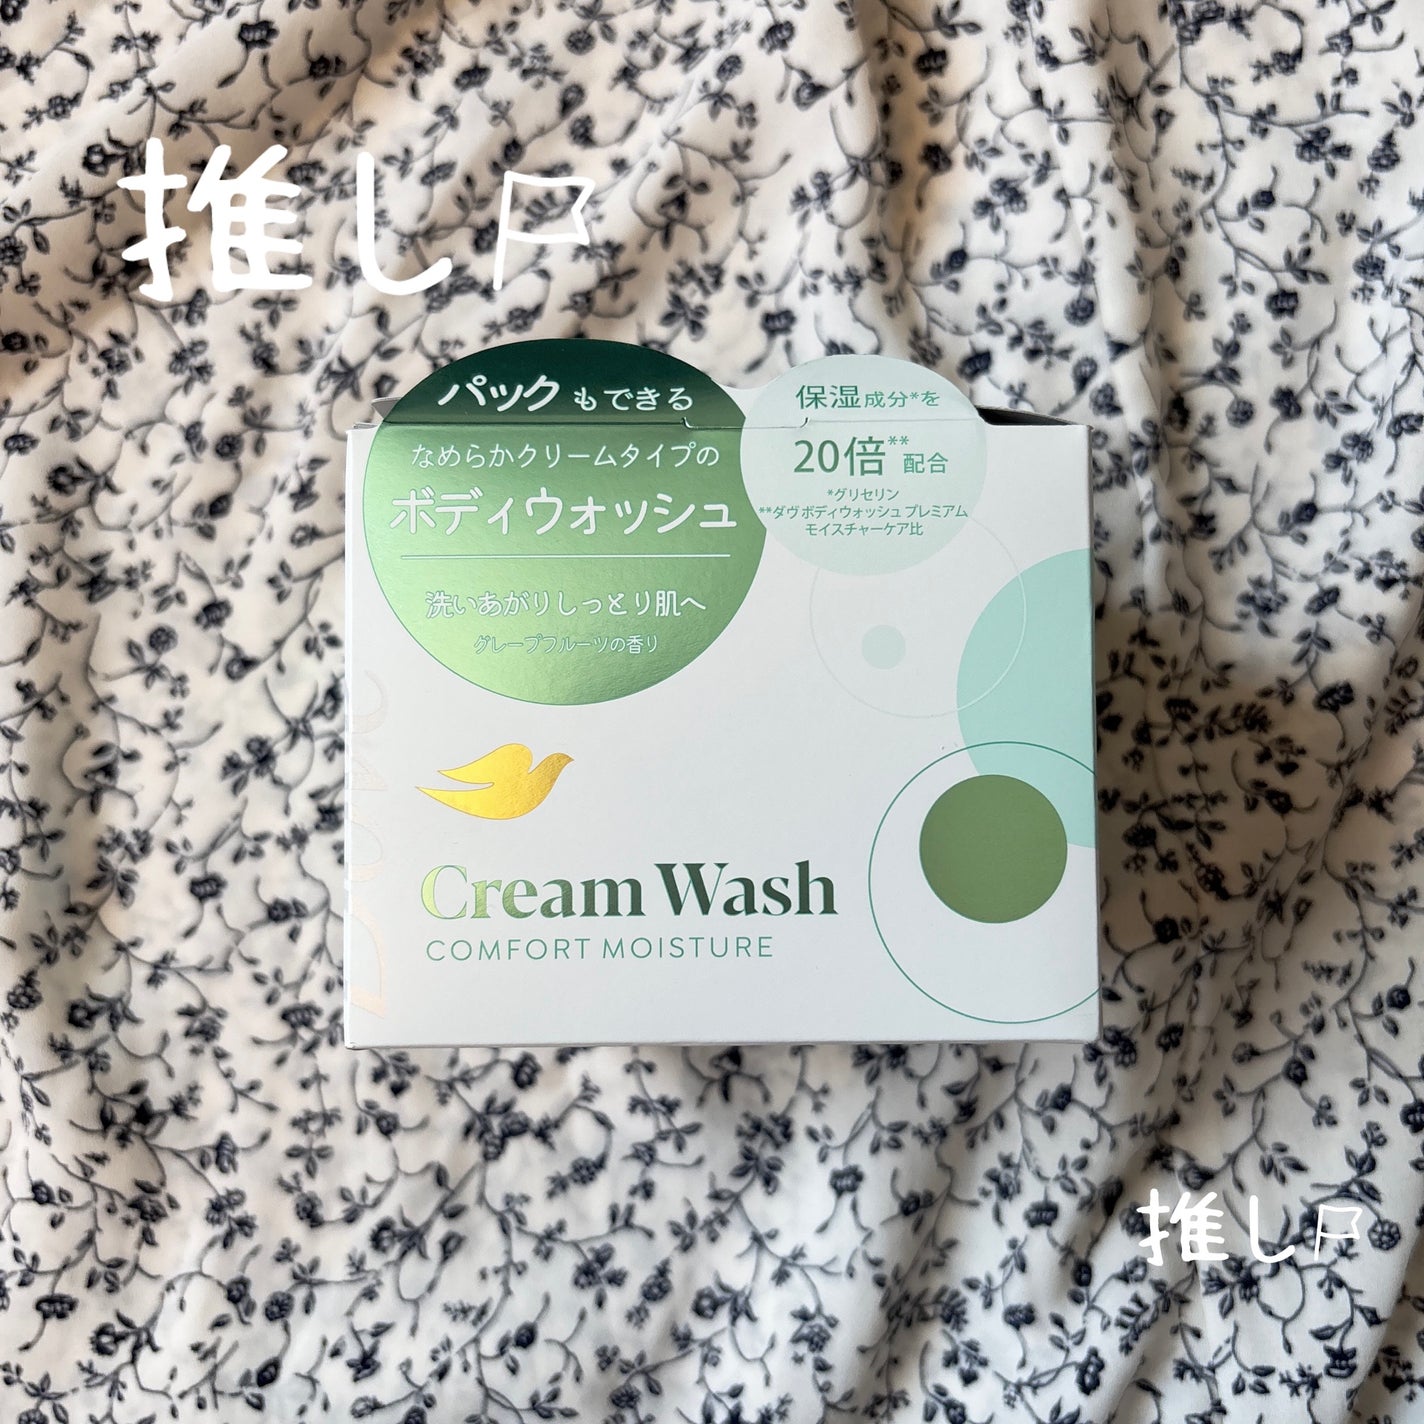 推し
パックもできる
なめらかクリームタイプの
ボディウォッシュ
洗いあがりしっとり肌へ
グレープフルーツの香り
保湿成分*を
20倍**配合
*グリセリン
**ダヴ ボディウォッシュ プレミアム
モイスチャーケア比
Dove
Cream Wash
COMFORT MOISTURE
推し